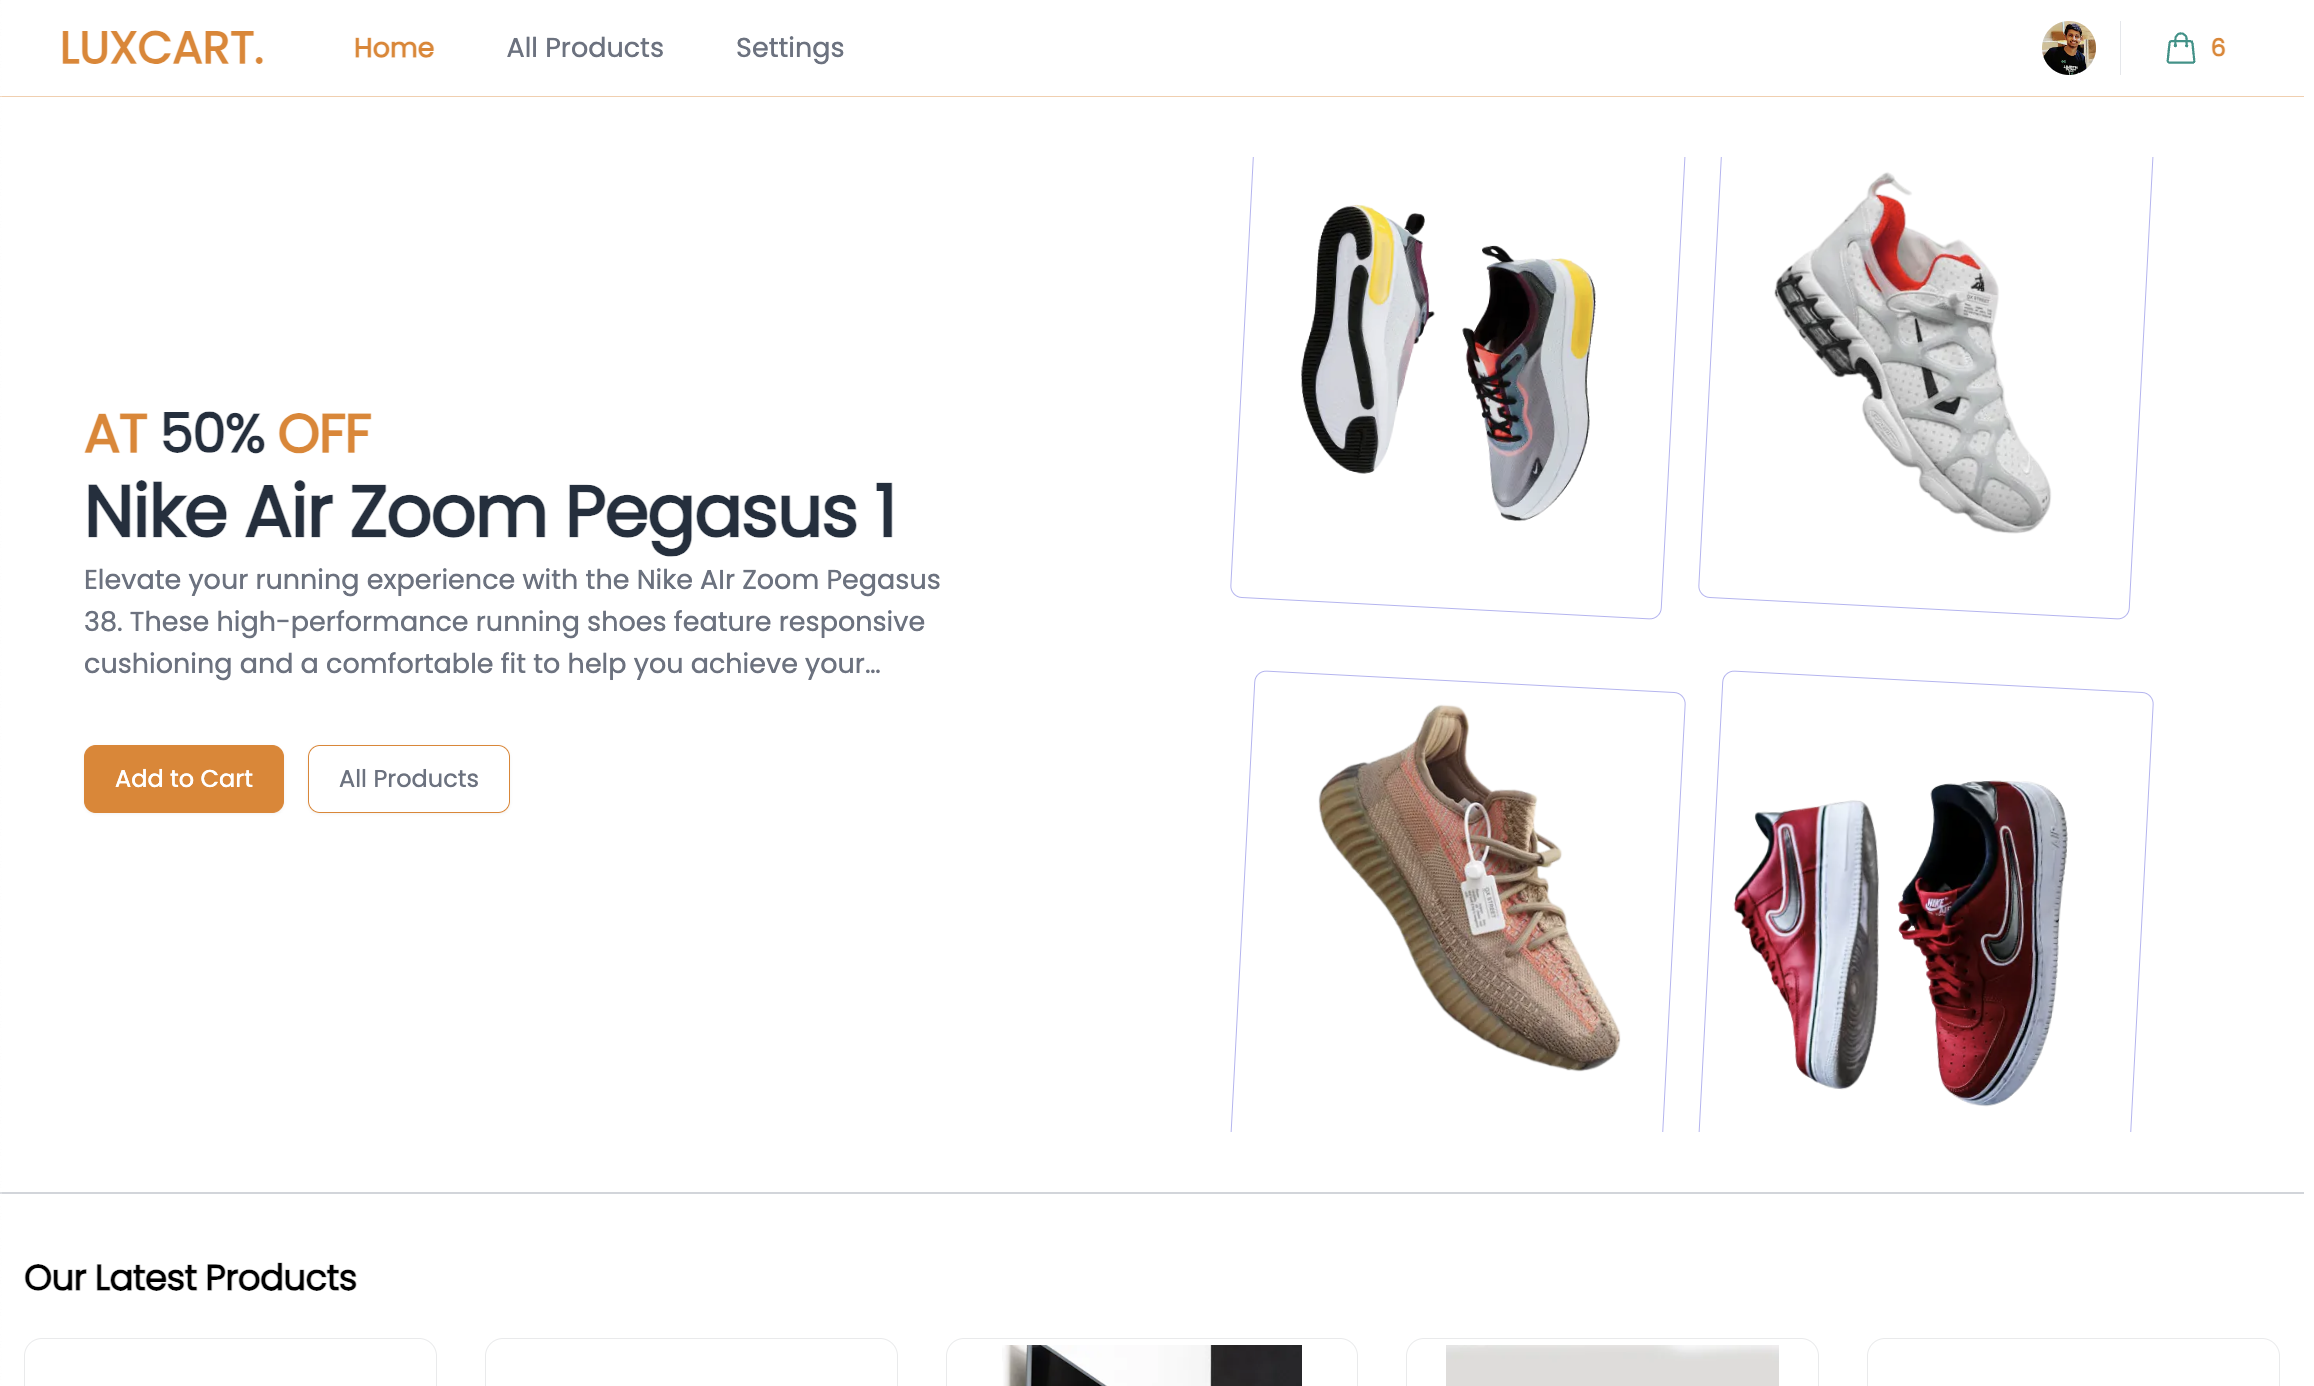 LUXCART.
Home
All Products
Settings
6
AT 50% OFF
Nike Air Zoom Pegasus 1
Elevate your running experience with the Nike AIr Zoom Pegasus
38. These high-performance running shoes feature responsive
cushioning and a comfortable fit to help you achieve your...
Add to Cart
All Products
NIKE
Our Latest Products